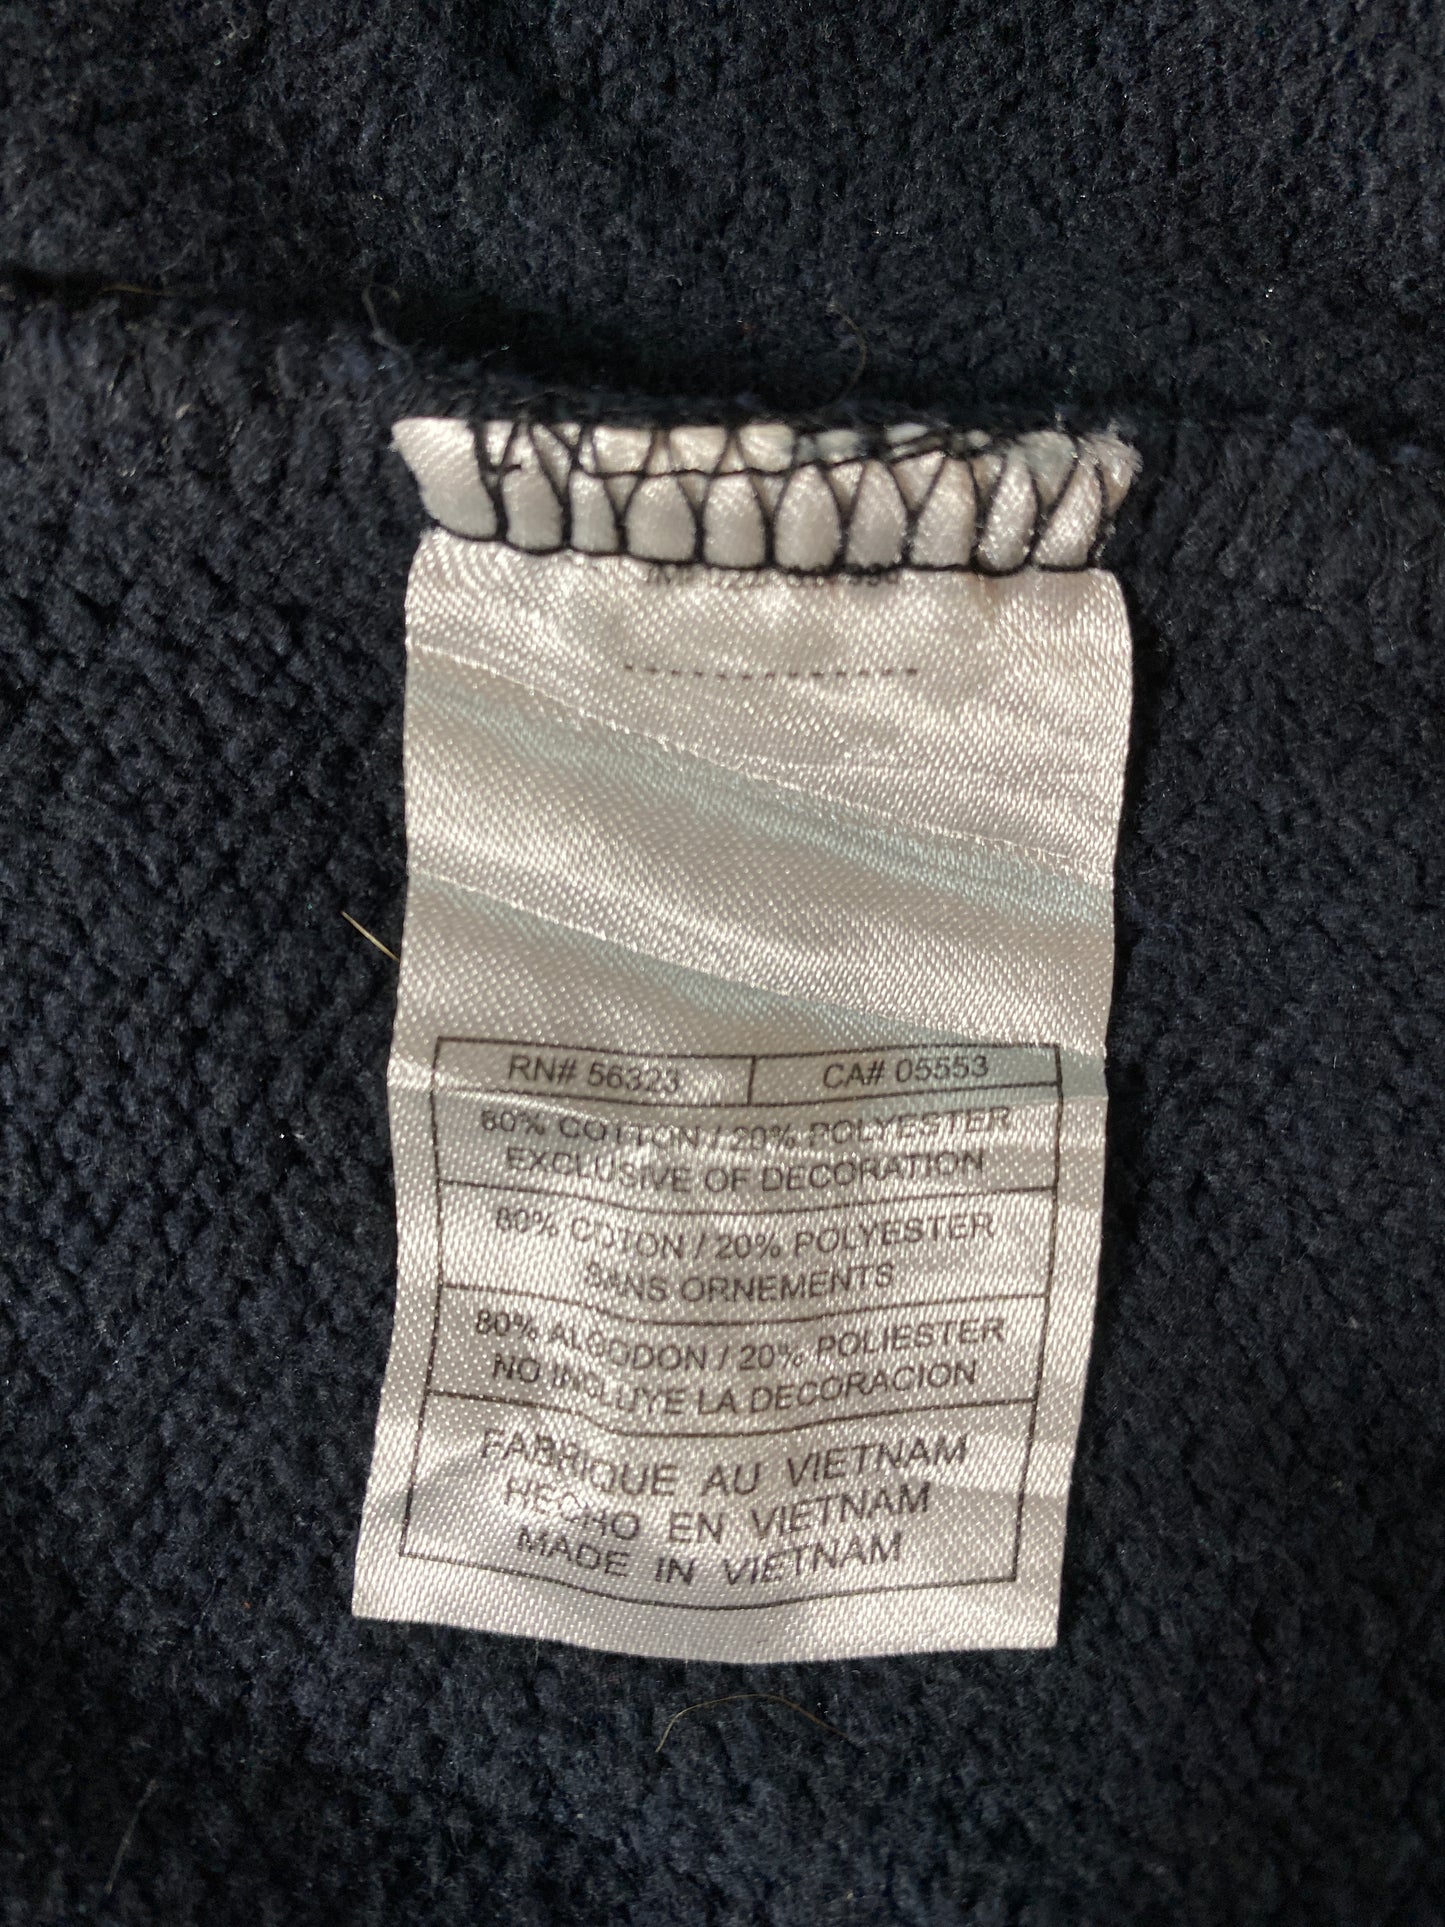 RN# 56323 CA# 05553
80% COTTON / 20% POLYESTER
EXCLUSIVE OF DECORATION
80% COTON / 20% POLYESTER
SANS ORNEMENTS
80% ALGODON / 20% POLIESTER
NO INCLUYE LA DECORACION
FABRIQUE AU VIETNAM
HECHO EN VIETNAM
MADE IN VIETNAM